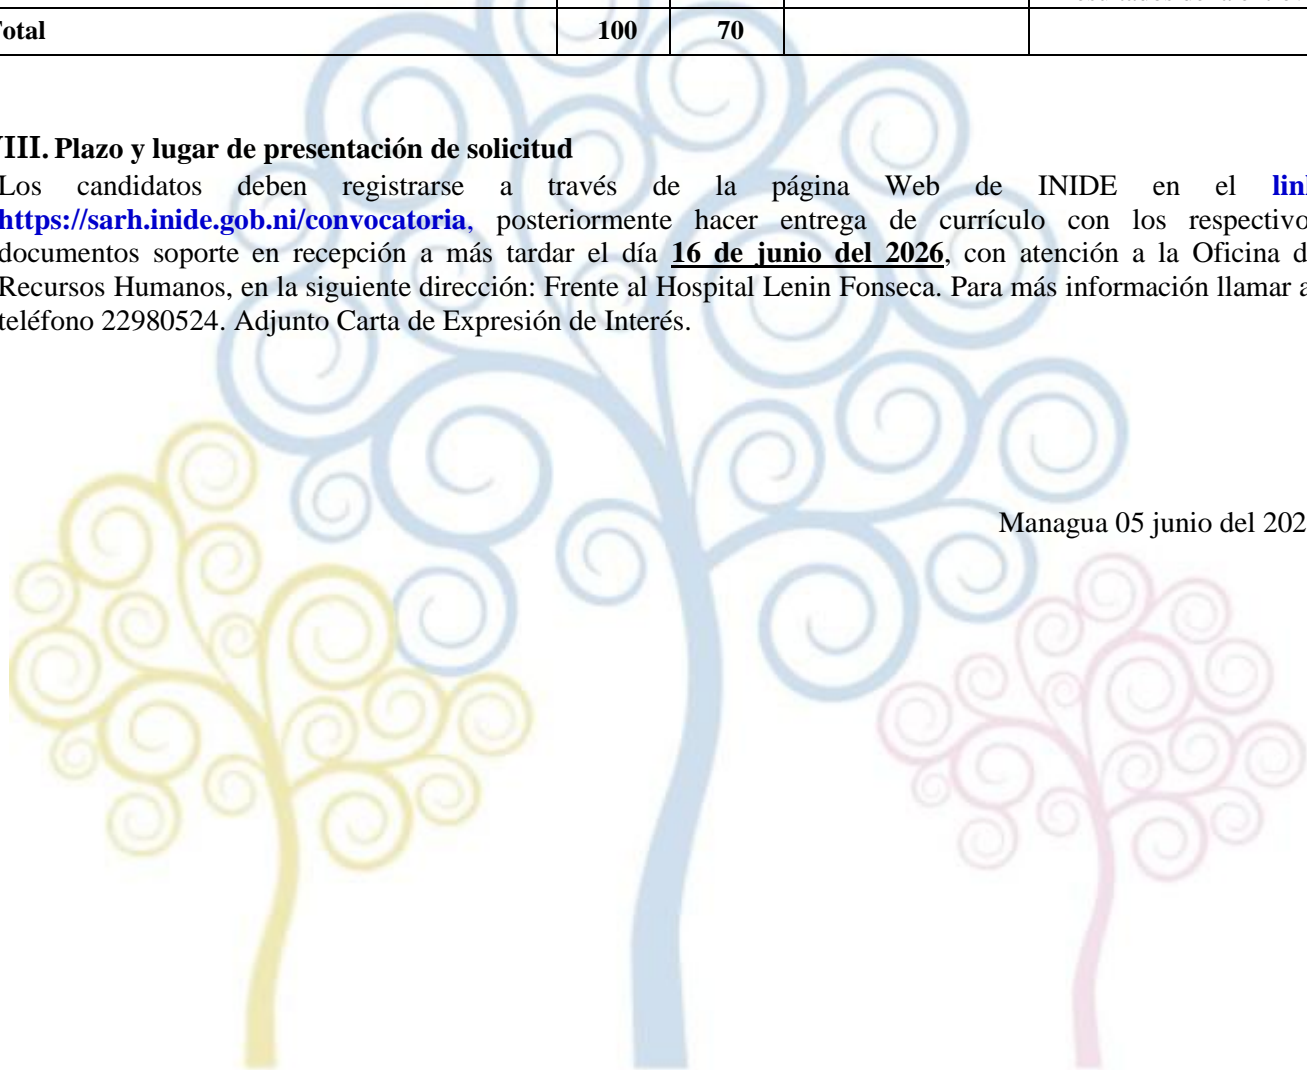 Total
100 70
VIII. Plazo y lugar de presentación de solicitud
Los candidatos deben registrarse a través de la página Web de INIDE en el link
https://sarh.inide.gob.ni/convocatoria, posteriormente hacer entrega de currículo con los respectivo
documentos soporte en recepción a más tardar el día 16 de junio del 2026, con atención a la Oficina d
Recursos Humanos, en la siguiente dirección: Frente al Hospital Lenin Fonseca. Para más información llamar a
teléfono 22980524. Adjunto Carta de Expresión de Interés.
Managua 05 junio del 202